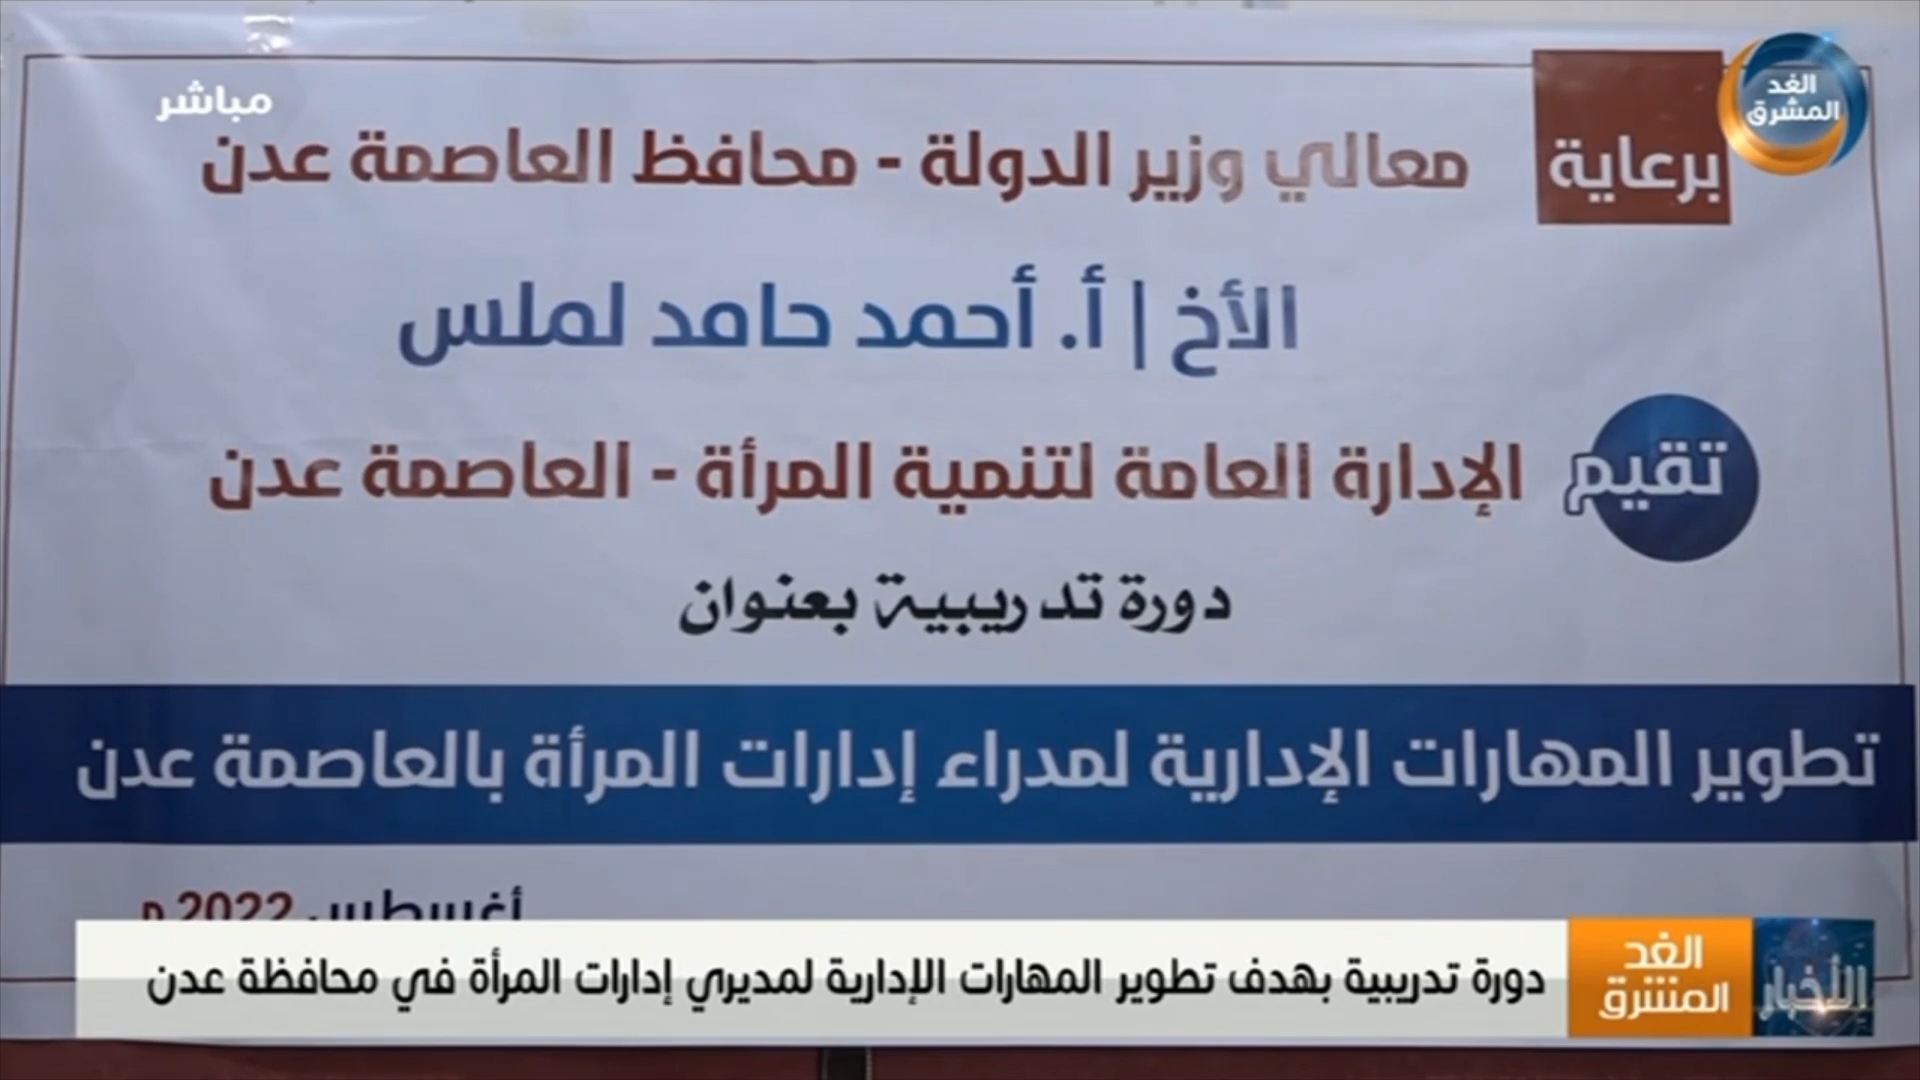 الغد
المشرق
مباشر
برعاية
معالي وزير الدولة - محافظ العاصمة عدن
الأخ | أ. أحمد حامد لملس
تقيم
الإدارة العامة لتنمية المرأة - العاصمة عدن
دورة تدريبية بعنوان
تطوير المهارات الإدارية لمدراء إدارات المرأة بالعاصمة عدن
أغسطس 2022 م
الأخبار
الغد
المشرق
دورة تدريبية بهدف تطوير المهارات الإدارية لمديري إدارات المرأة في محافظة عدن